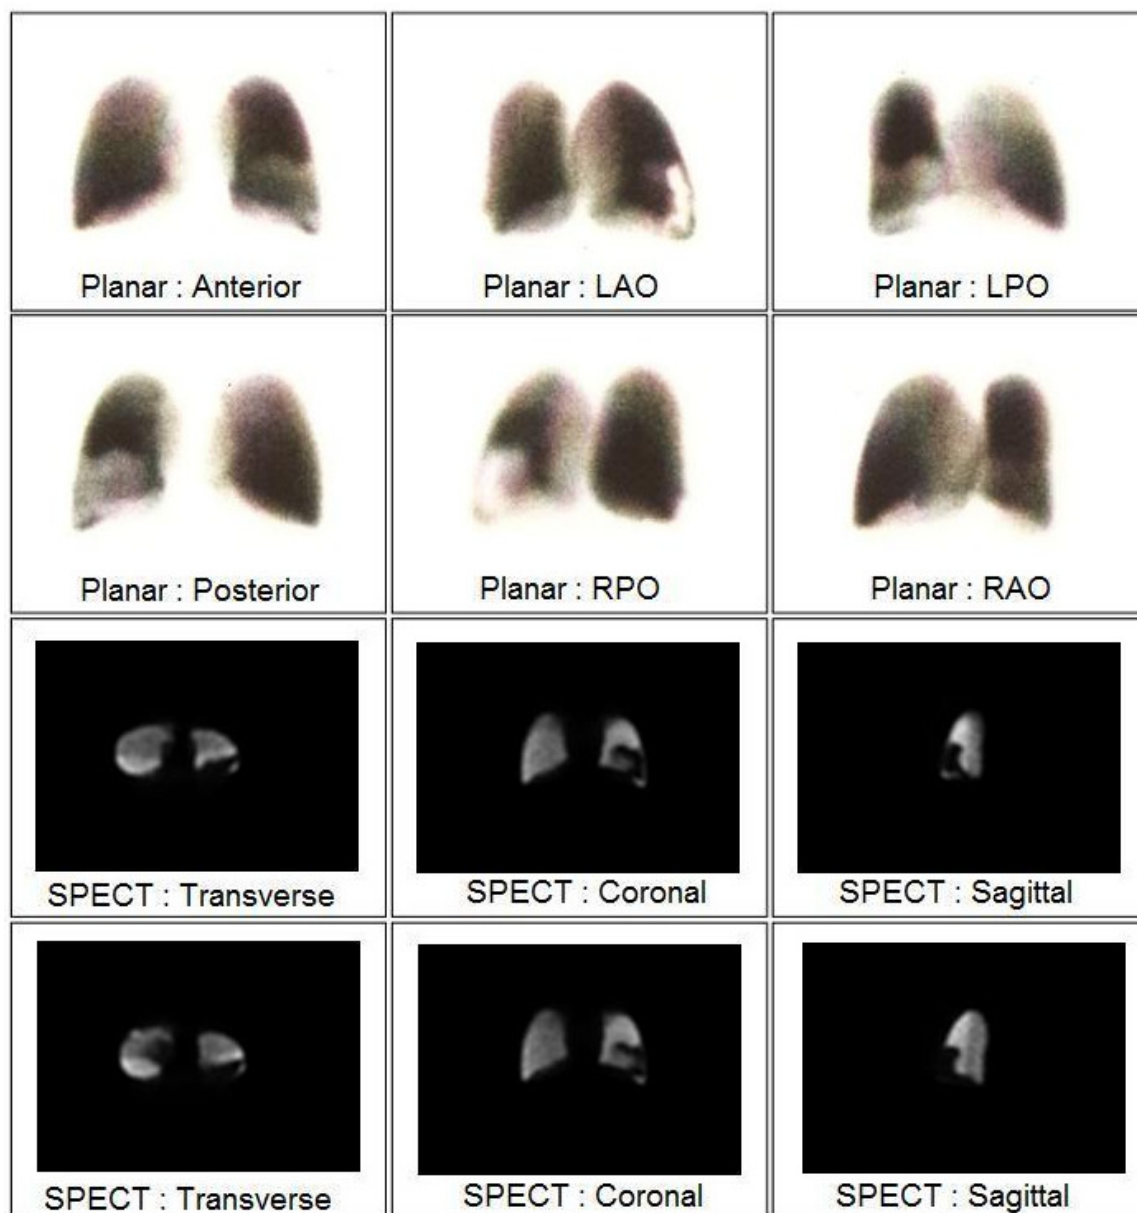 Planar : Anterior
Planar : LAO
Planar : LPO
Planar : Posterior
Planar : RPO
Planar : RAO
SPECT : Transverse
SPECT : Coronal
SPECT : Sagittal
SPECT : Transverse
SPECT : Coronal
SPECT : Sagittal